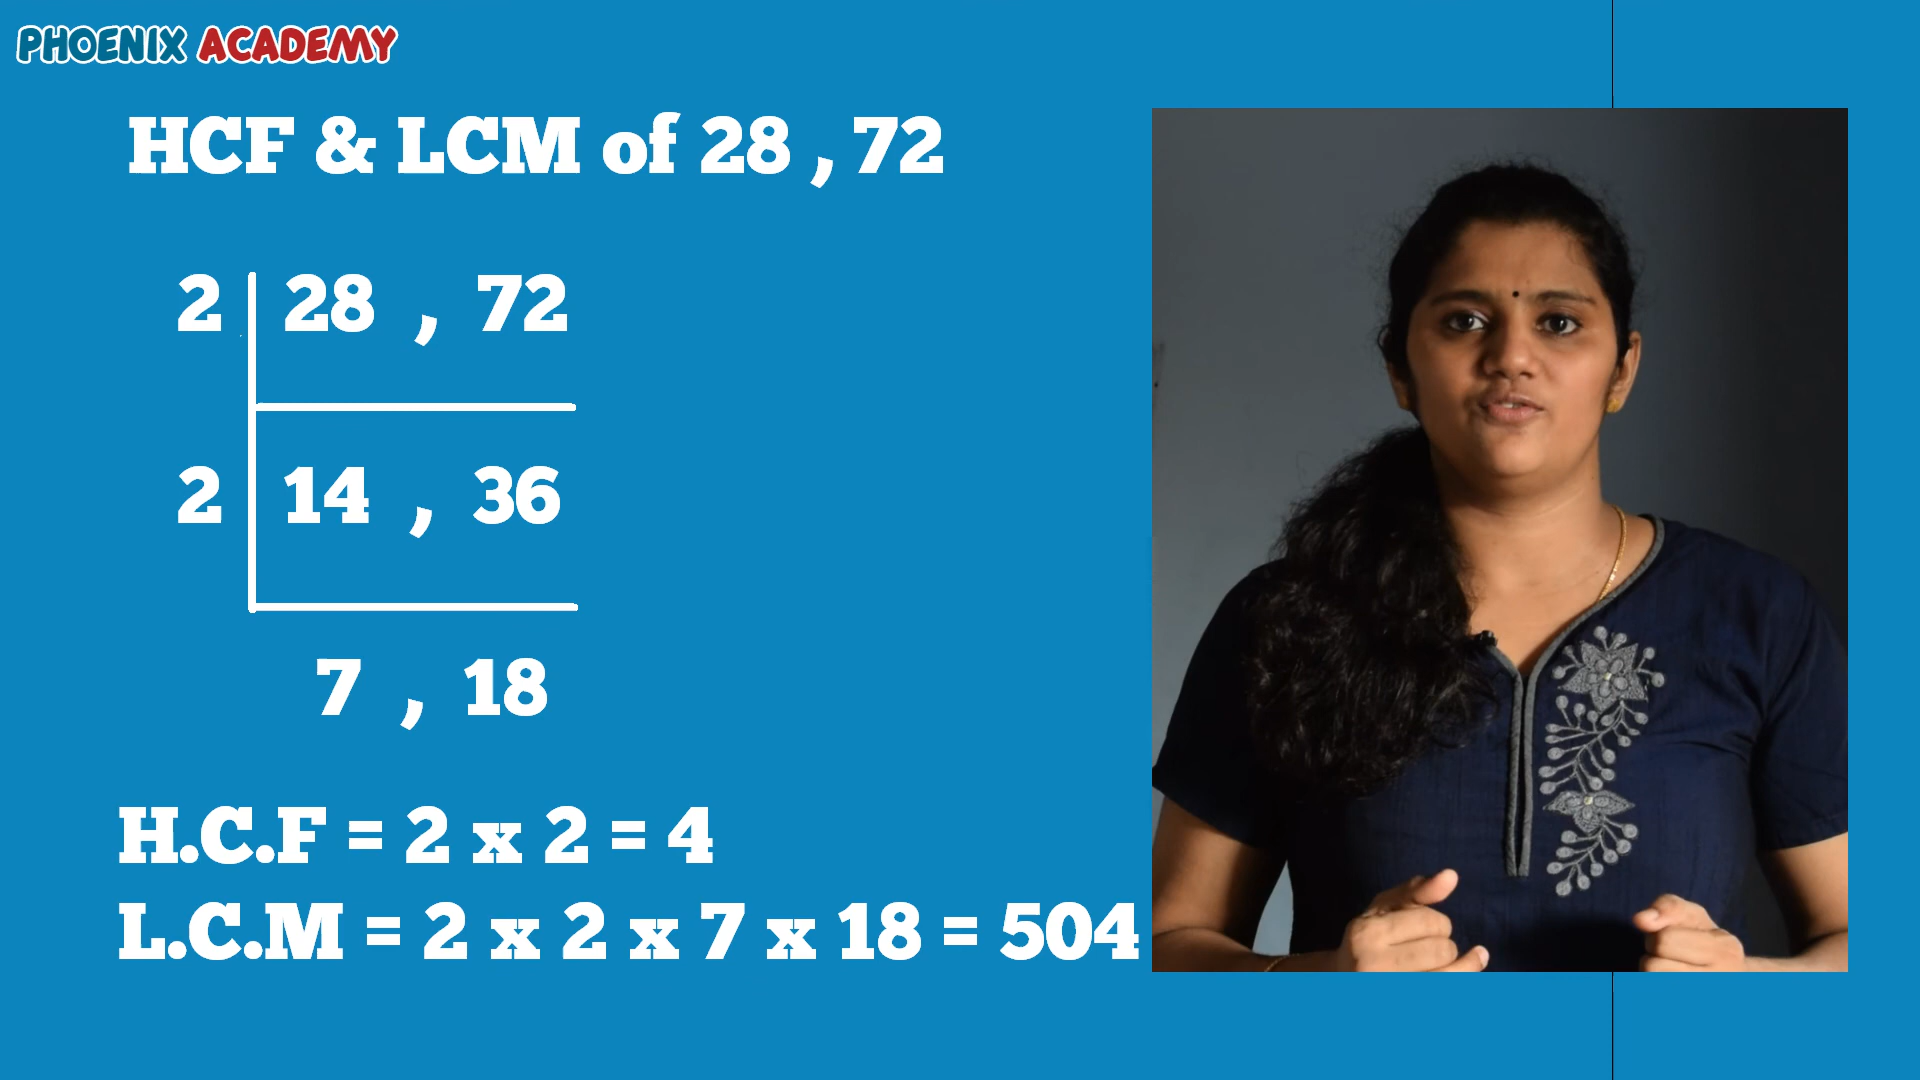 PHOENIX ACADEMY
HCF & LCM of 28 , 72
2 28 , 72
2 14 , 36
7 , 18
H.C.F = 2 x 2 = 4
L.C.M = 2 x 2 x 7 x 18 = 504